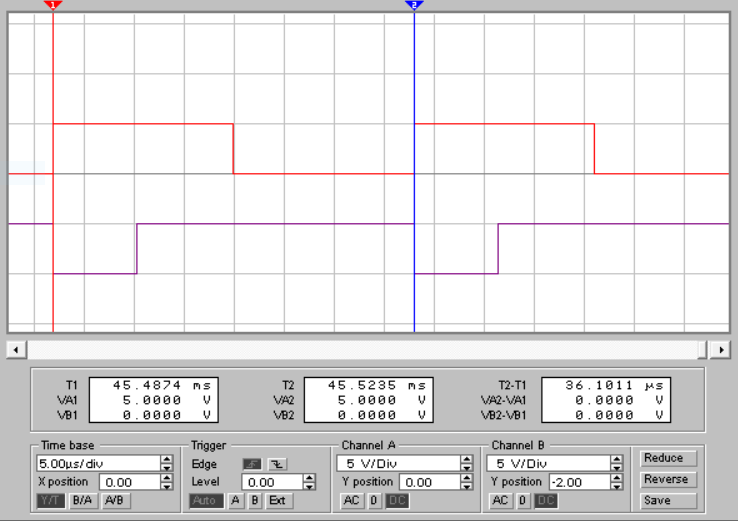 1 2
T1 45.4874 ms T2 45.5235 ms T2-T1 36.1011 µs
VA1 5.0000 V VA2 5.0000 V VA2-VA1 0.0000 V
VB1 0.0000 V VB2 0.0000 V VB2-VB1 0.0000 V
Time base Trigger Channel A Channel B
5.00µs/div Edge 5 V/Div 5 V/Div Reduce
X position 0.00 Level 0.00 Y position 0.00 Y position -2.00 Reverse
Y/T B/A A/B Auto A B Ext AC 0 DC AC 0 DC Save